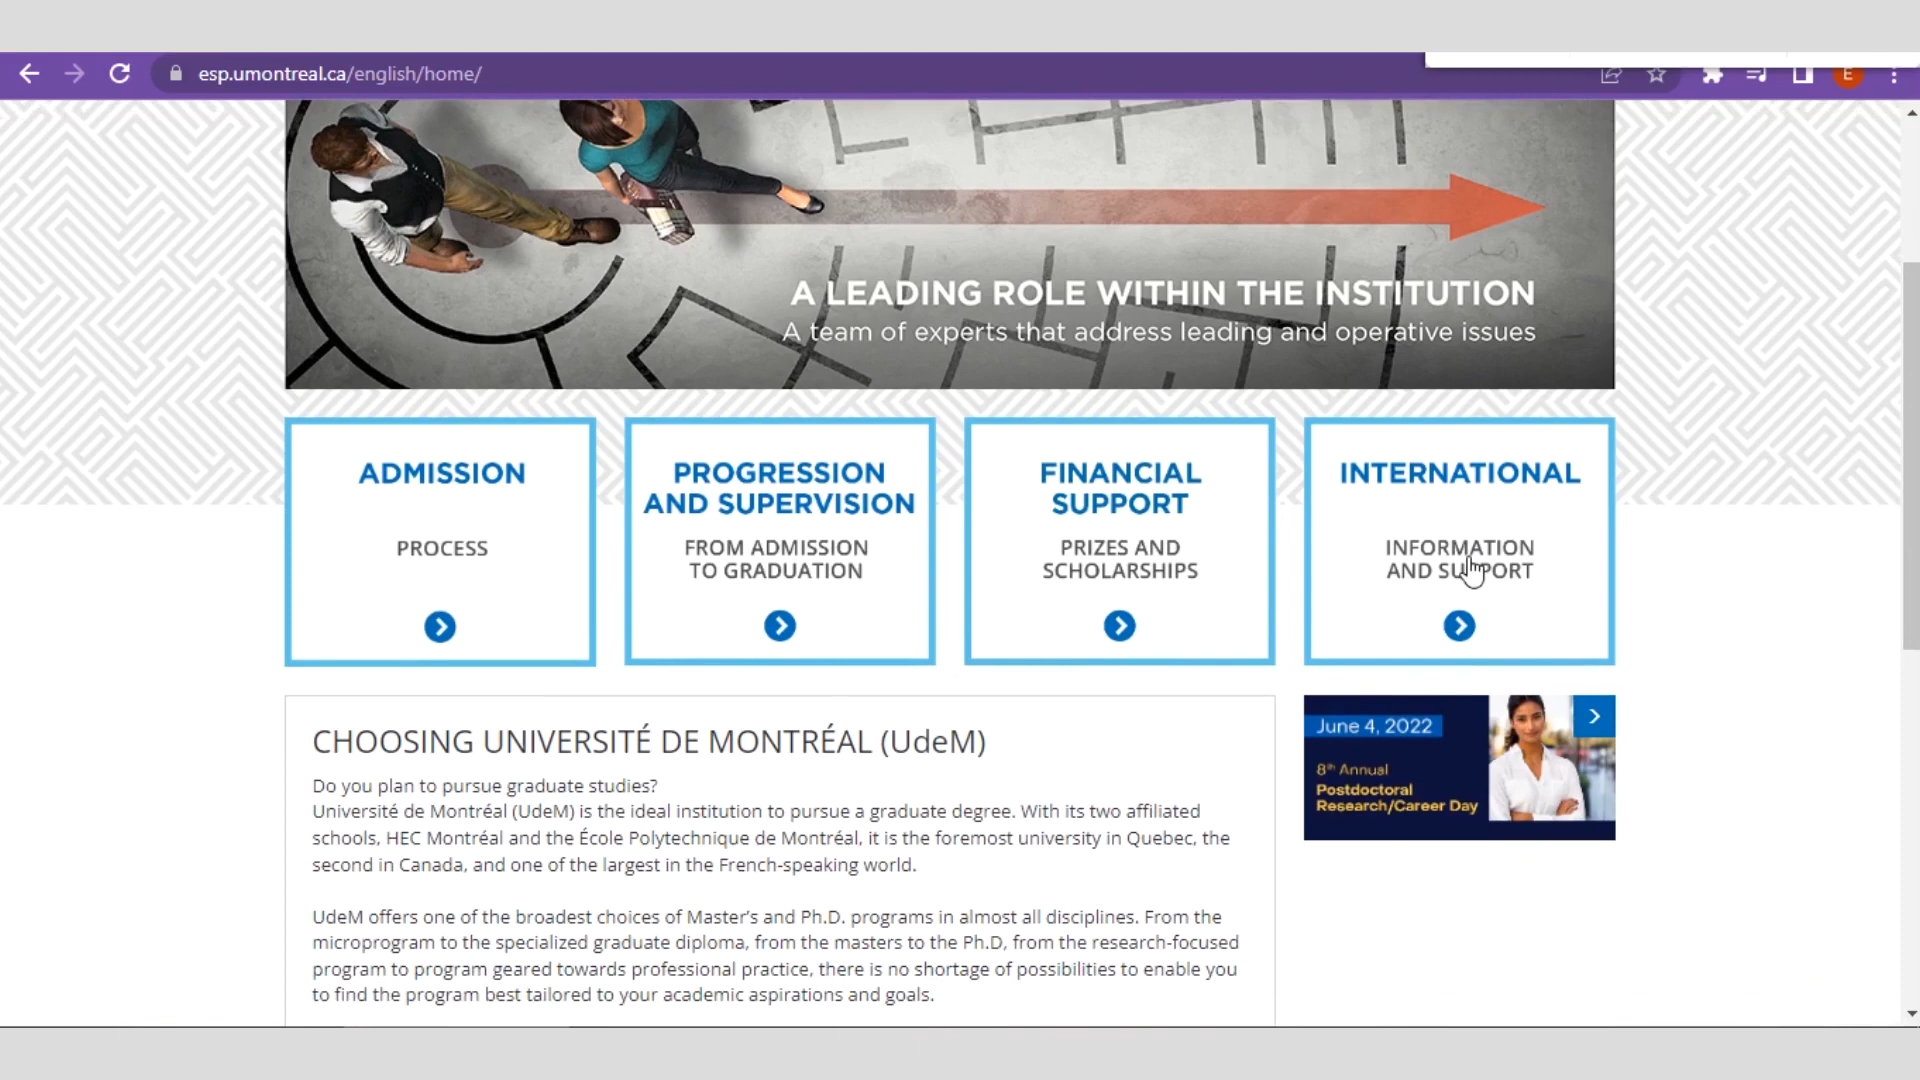 esp.umontreal.ca/english/home/
E
A LEADING ROLE WITHIN THE INSTITUTION
A team of experts that address leading and operative issues
ADMISSION
PROCESS
PROGRESSION
AND SUPERVISION
FROM ADMISSION
TO GRADUATION
FINANCIAL
SUPPORT
PRIZES AND
SCHOLARSHIPS
INTERNATIONAL
INFORMATION
AND SUPPORT
CHOOSING UNIVERSITÉ DE MONTRÉAL (UdeM)
Do you plan to pursue graduate studies?
Université de Montréal (UdeM) is the ideal institution to pursue a graduate degree. With its two affiliated
schools, HEC Montréal and the École Polytechnique de Montréal, it is the foremost university in Quebec, the
second in Canada, and one of the largest in the French-speaking world.
UdeM offers one of the broadest choices of Master's and Ph.D. programs in almost all disciplines. From the
microprogram to the specialized graduate diploma, from the masters to the Ph.D, from the research-focused
program to program geared towards professional practice, there is no shortage of possibilities to enable you
to find the program best tailored to your academic aspirations and goals.
June 4, 2022
8th Annual
Postdoctoral
Research/Career Day